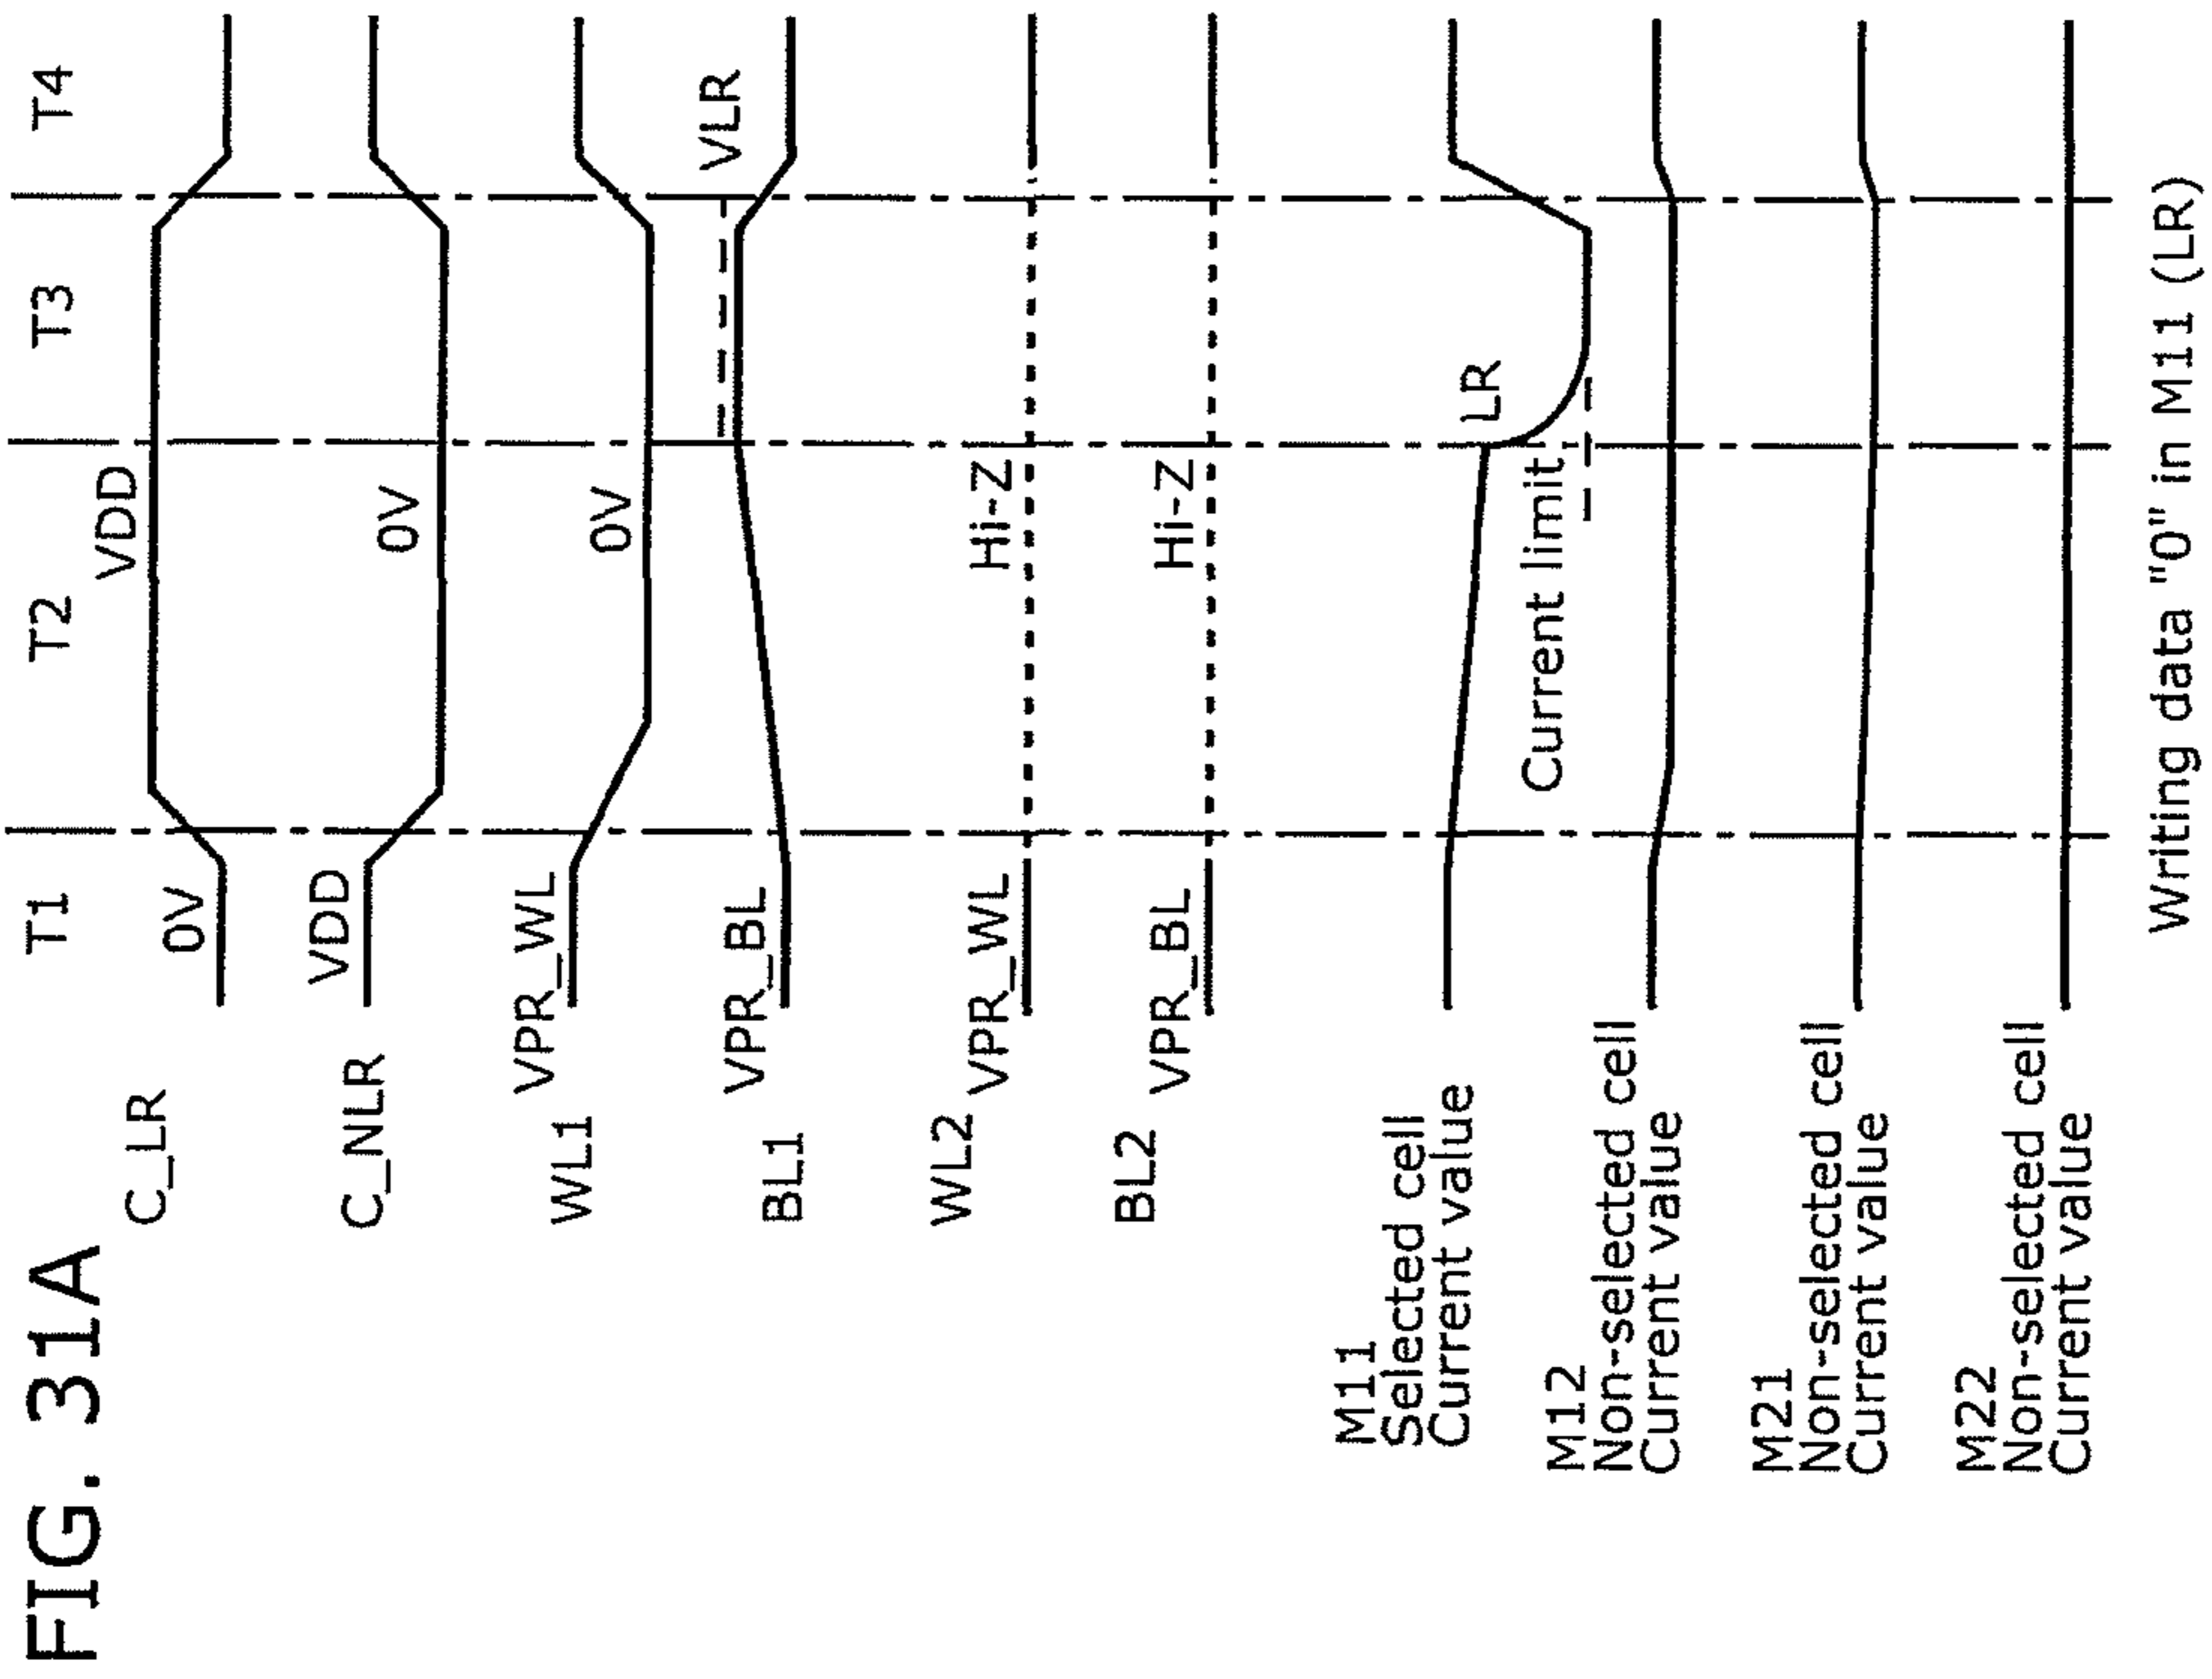 FIG. 31A
T1 T2 T3 T4
C_LR 0V VDD
C_NLR VDD 0V
WL1 VPR_WL 0V
BL1 VPR_BL VLR
WL2 VPR_WL Hi-Z
BL2 VPR_BL Hi-Z
M11
Selected cell
Current value
LR
Current limit
M12
Non-selected cell
Current value
M21
Non-selected cell
Current value
M22
Non-selected cell
Current value
Writing data "0" in M11 (LR)